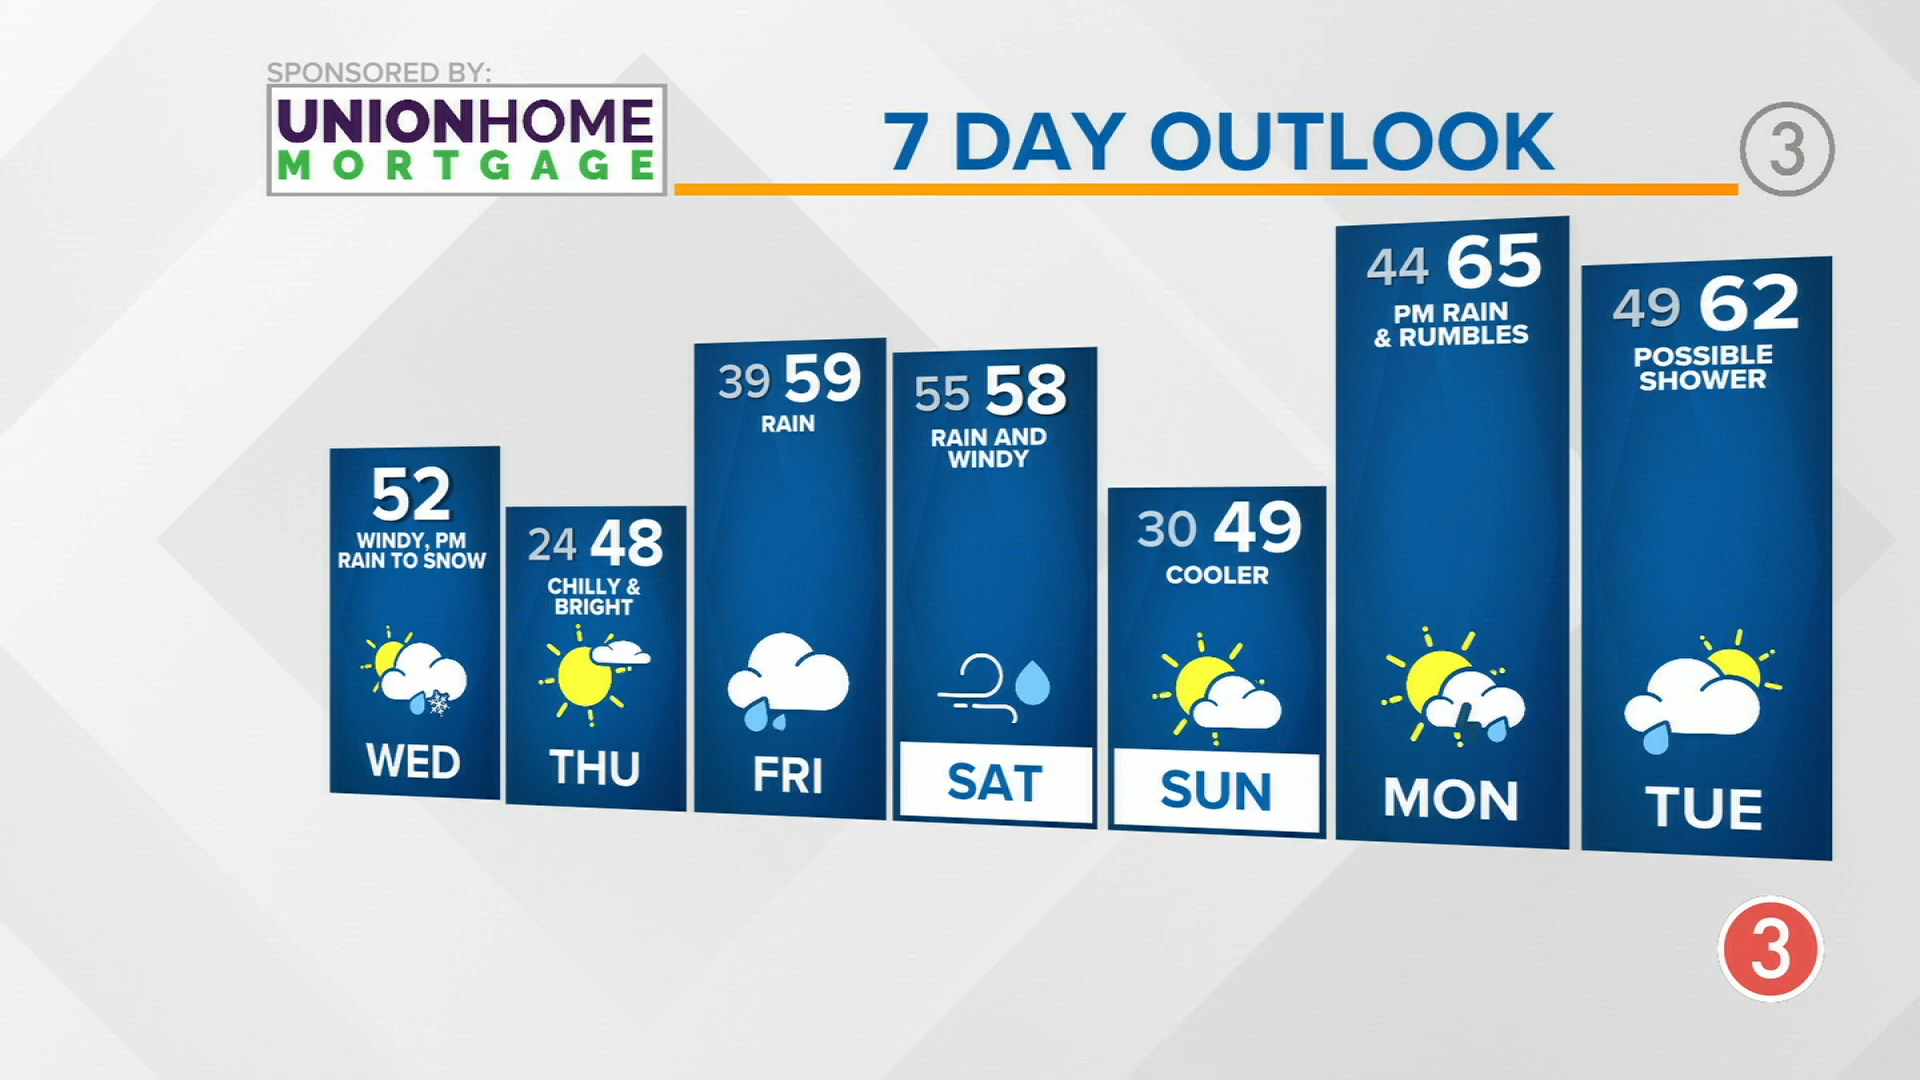 SPONSORED BY:
UNIONHOME
MORTGAGE
7 DAY OUTLOOK
3
52
WINDY, PM
RAIN TO SNOW
WED
24 48
CHILLY &
BRIGHT
THU
39 59
RAIN
FRI
55 58
RAIN AND
WINDY
SAT
30 49
COOLER
SUN
44 65
PM RAIN
& RUMBLES
MON
49 62
POSSIBLE
SHOWER
TUE
3